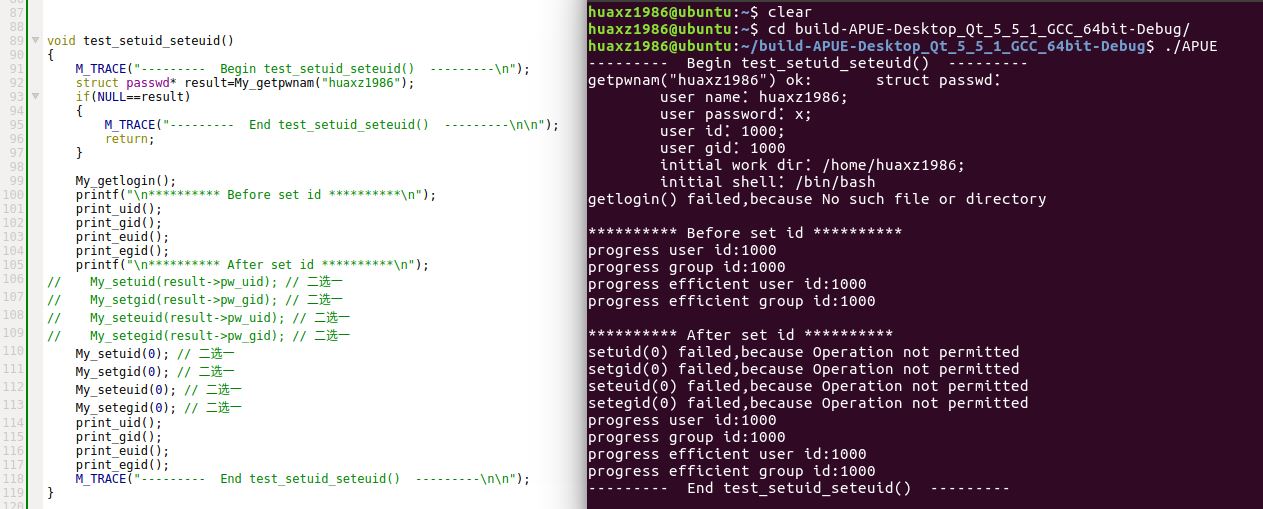 86
87
88
89 void test_setuid_seteuid()
90 {
91 M_TRACE("---------  Begin test_setuid_seteuid()  ---------\n");
92 struct passwd* result=My_getpwnam("huaxz1986");
93 if(NULL==result)
94 {
95 M_TRACE("---------  End test_setuid_seteuid()  ---------\n\n");
96 return;
97 }
98
99 My_getlogin();
100 printf("\n********** Before set id **********\n");
101 print_uid();
102 print_gid();
103 print_euid();
104 print_egid();
105 printf("\n********** After set id **********\n");
106 //    My_setuid(result->pw_uid); // 二选一
107 //    My_setgid(result->pw_gid); // 二选一
108 //    My_seteuid(result->pw_uid); // 二选一
109 //    My_setegid(result->pw_gid); // 二选一
110 My_setuid(0); // 二选一
111 My_setgid(0); // 二选一
112 My_seteuid(0); // 二选一
113 My_setegid(0); // 二选一
114 print_uid();
115 print_gid();
116 print_euid();
117 print_egid();
118 M_TRACE("---------  End test_setuid_seteuid()  ---------\n\n");
119 }
120
huaxz1986@ubuntu:~$ clear
huaxz1986@ubuntu:~$ cd build-APUE-Desktop_Qt_5_5_1_GCC_64bit-Debug/
huaxz1986@ubuntu:~/build-APUE-Desktop_Qt_5_5_1_GCC_64bit-Debug$ ./APUE
---------  Begin test_setuid_seteuid()  ---------
getpwnam("huaxz1986") ok:       struct passwd:
user name: huaxz1986;
user password: x;
user id: 1000;
user gid: 1000
initial work dir: /home/huaxz1986;
initial shell: /bin/bash
getlogin() failed,because No such file or directory
********** Before set id **********
progress user id:1000
progress group id:1000
progress efficient user id:1000
progress efficient group id:1000
********** After set id **********
setuid(0) failed,because Operation not permitted
setgid(0) failed,because Operation not permitted
seteuid(0) failed,because Operation not permitted
setegid(0) failed,because Operation not permitted
progress user id:1000
progress group id:1000
progress efficient user id:1000
progress efficient group id:1000
---------  End test_setuid_seteuid()  ---------